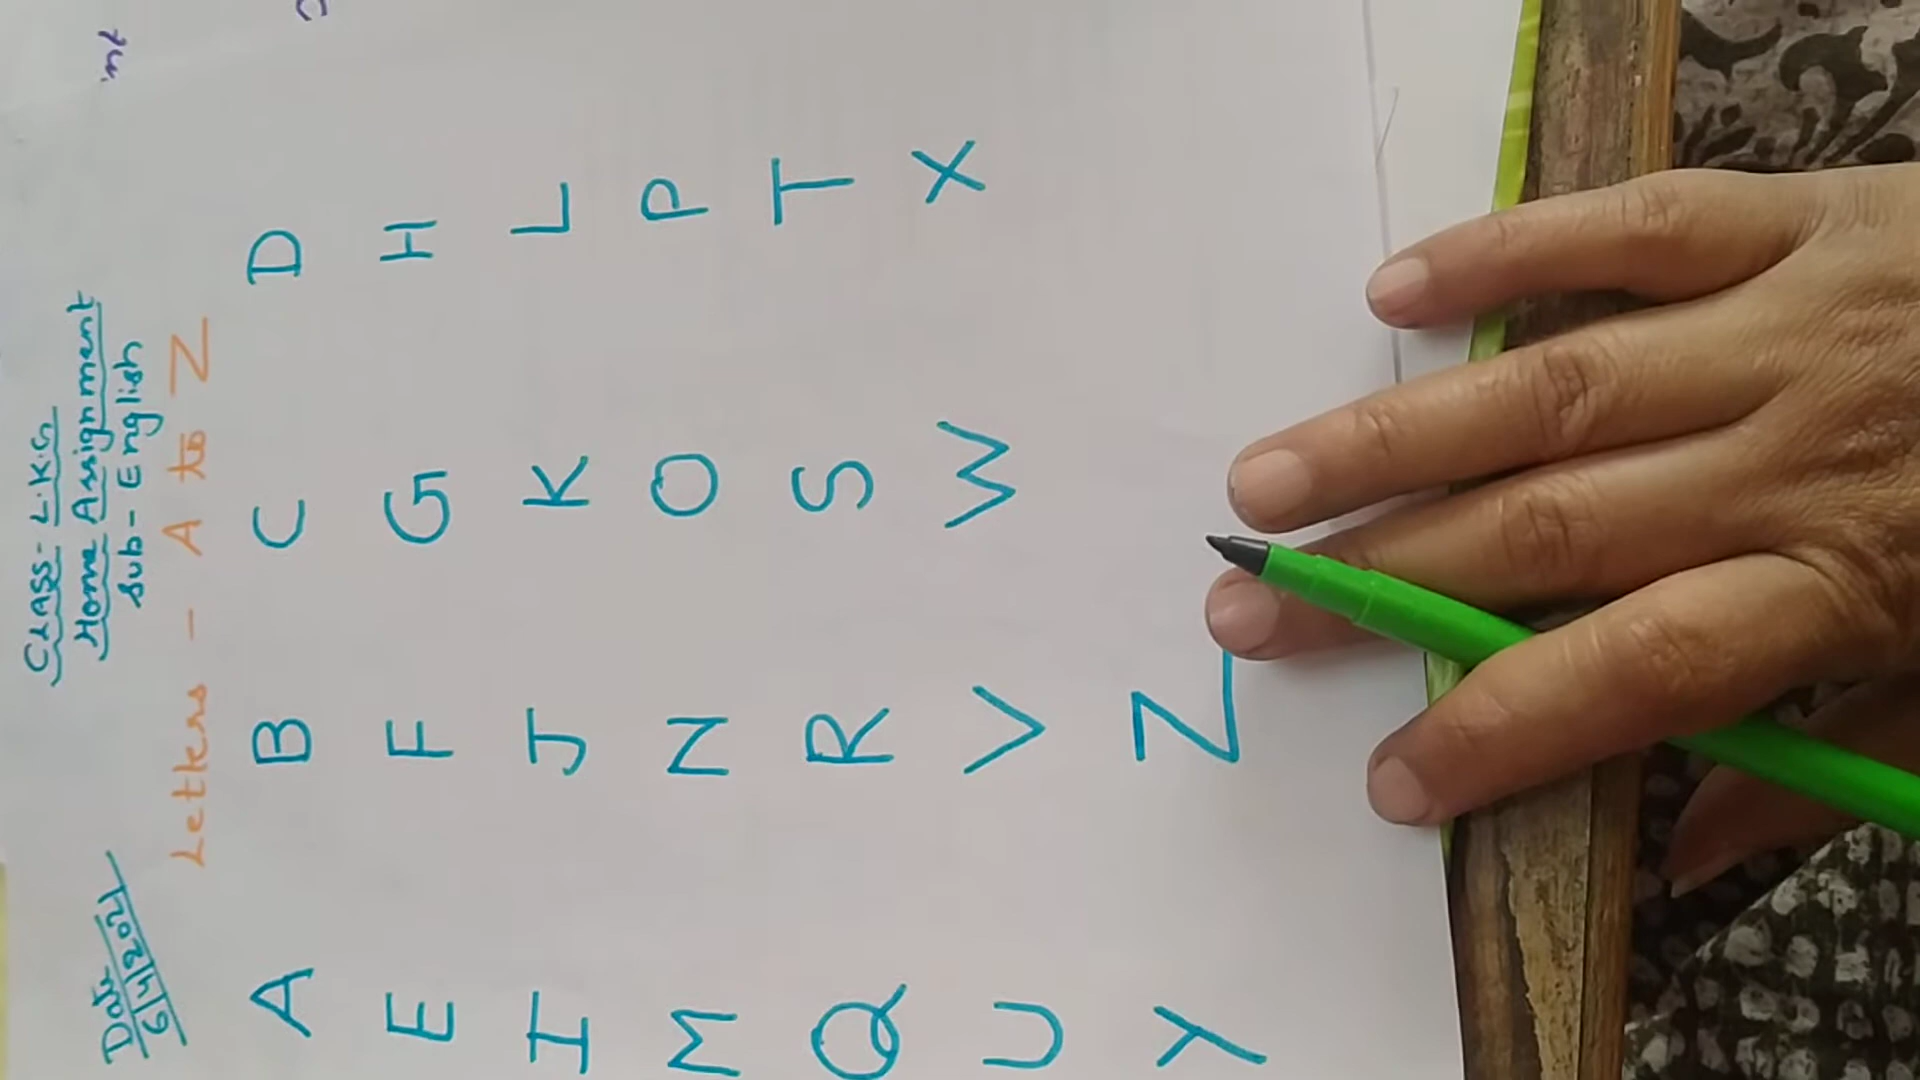 CLASS- L.K.G
Home Assignment
Date
6/4/2021
Sub- English
Letters - A to Z
A B C D
E F G H
I J K L
M N O P
Q R S T
U V W X
Y Z